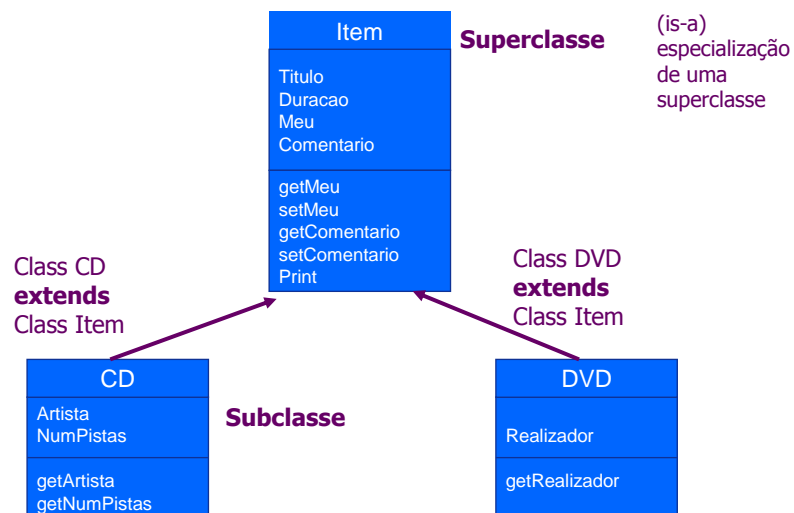 Item
Superclasse
(is-a)
especialização
de uma
superclasse
Titulo
Duracao
Meu
Comentario
getMeu
setMeu
getComentario
setComentario
Print
Class CD
extends
Class Item
Class DVD
extends
Class Item
CD
Artista
NumPistas
getArtista
getNumPistas
Subclasse
DVD
Realizador
getRealizador